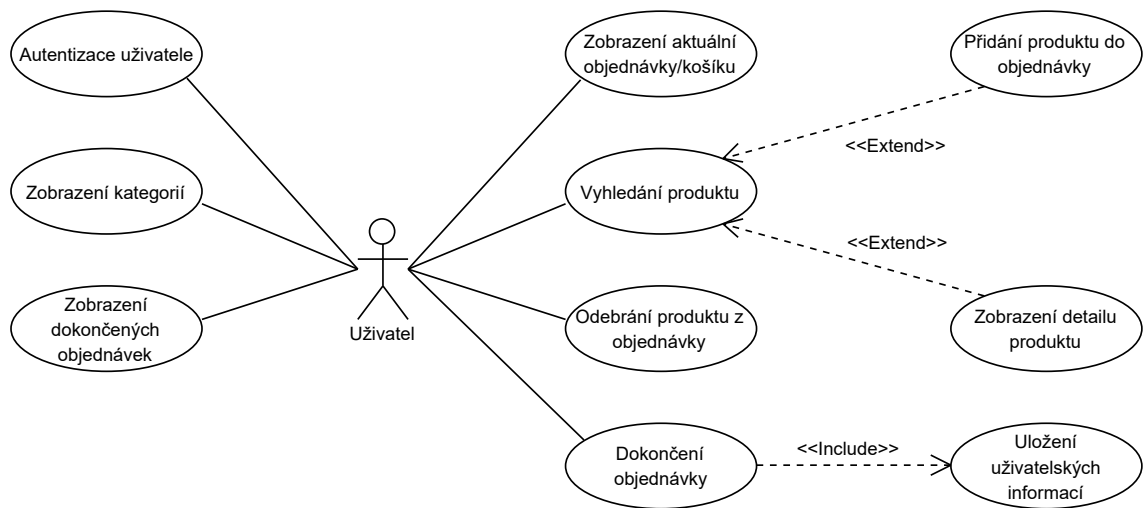 Autentizace uživatele
Zobrazení aktuální
objednávky/košíku
Přidání produktu do
objednávky
<<Extend>>
Zobrazení kategorií
Vyhledání produktu
<<Extend>>
Uživatel
Zobrazení
dokončených
objednávek
Odebrání produktu z
objednávky
Zobrazení detailu
produktu
Dokončení
objednávky
<<Include>>
Uložení
uživatelských
informací